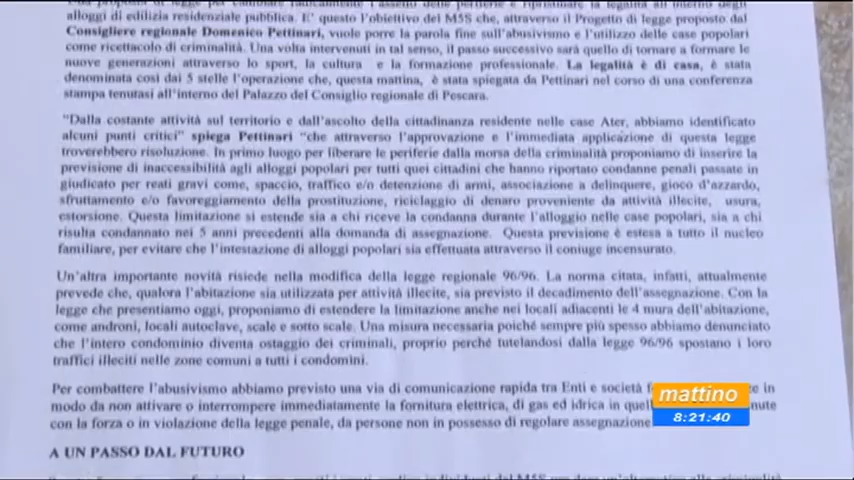 alloggi di edilizia residenziale pubblica. E' questo l'obiettivo del M5S che, attraverso il Progetto di legge proposto dal
Consigliere regionale Domenico Pettinari, vuole porre la parola fine sull'abusivismo e l'utilizzo delle case popolari
come ricettacolo di criminalità. Una volta intervenuti in tal senso, il passo successivo sarà quello di tornare a formare le
nuove generazioni attraverso lo sport, la cultura e la formazione professionale. La legalità è di casa, è stata
denominata così dai 5 stelle l'operazione che, questa mattina, è stata spiegata da Pettinari nel corso di una conferenza
stampa tenutasi all'interno del Palazzo del Consiglio regionale di Pescara.
"Dalla costante attività sul territorio e dall'ascolto della cittadinanza residente nelle case Ater, abbiamo identificato
alcuni punti critici" spiega Pettinari "che attraverso l'approvazione e l'immediata applicazione di questa legge
troverebbero risoluzione. In primo luogo per liberare le periferie dalla morsa della criminalità proponiamo di inserire la
previsione di inaccessibilità agli alloggi popolari per tutti quei cittadini che hanno riportato condanne penali passate in
giudicato per reati gravi come, spaccio, traffico e/o detenzione di armi, associazione a delinquere, gioco d'azzardo,
sfruttamento e/o favoreggiamento della prostituzione, riciclaggio di denaro proveniente da attività illecite, usura,
estorsione. Questa limitazione si estende sia a chi riceve la condanna durante l'alloggio nelle case popolari, sia a chi
risulta condannato nei 5 anni precedenti alla domanda di assegnazione. Questa previsione è estesa a tutto il nucleo
familiare, per evitare che l'intestazione di alloggi popolari sia effettuata attraverso il coniuge incensurato.
Un'altra importante novità risiede nella modifica della legge regionale 96/96. La norma citata, infatti, attualmente
prevede che, qualora l'abitazione sia utilizzata per attività illecite, sia previsto il decadimento dell'assegnazione. Con la
legge che presentiamo oggi, proponiamo di estendere la limitazione anche nei locali adiacenti le 4 mura dell'abitazione,
come androni, locali autoclave, scale e sotto scale. Una misura necessaria poiché sempre più spesso abbiamo denunciato
che l'intero condominio diventa ostaggio dei criminali, proprio perché tutelandosi dalla legge 96/96 spostano i loro
traffici illeciti nelle zone comuni a tutti i condomini.
Per combattere l'abusivismo abbiamo previsto una via di comunicazione rapida tra Enti e società in
modo da non attivare o interrompere immediatamente la fornitura elettrica, di gas ed idrica in
con la forza o in violazione della legge penale, da persone non in possesso di regolare assegnazione
mattino
8:21:40
A UN PASSO DAL FUTURO